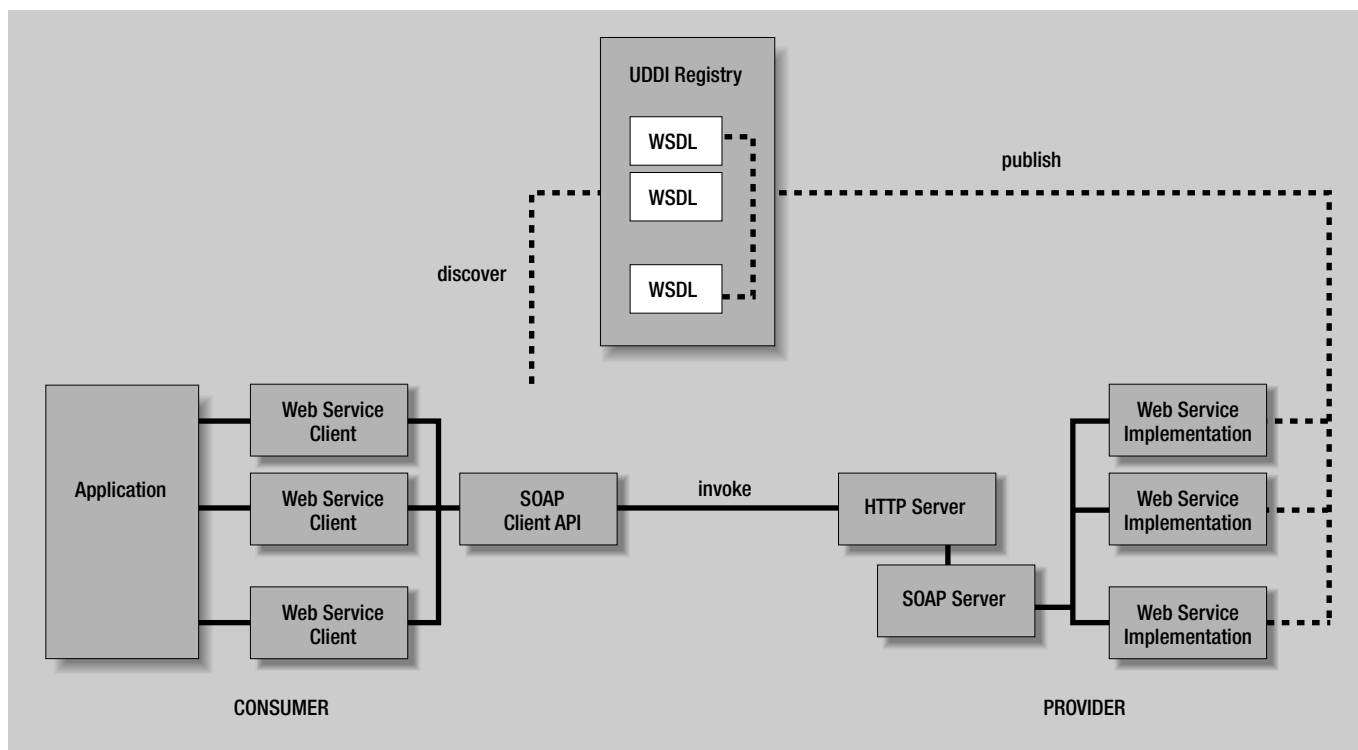 UDDI Registry
WSDL
WSDL
WSDL
publish
discover
Application
Web Service
Client
Web Service
Client
Web Service
Client
SOAP
Client API
invoke
HTTP Server
SOAP Server
Web Service
Implementation
Web Service
Implementation
Web Service
Implementation
CONSUMER
PROVIDER